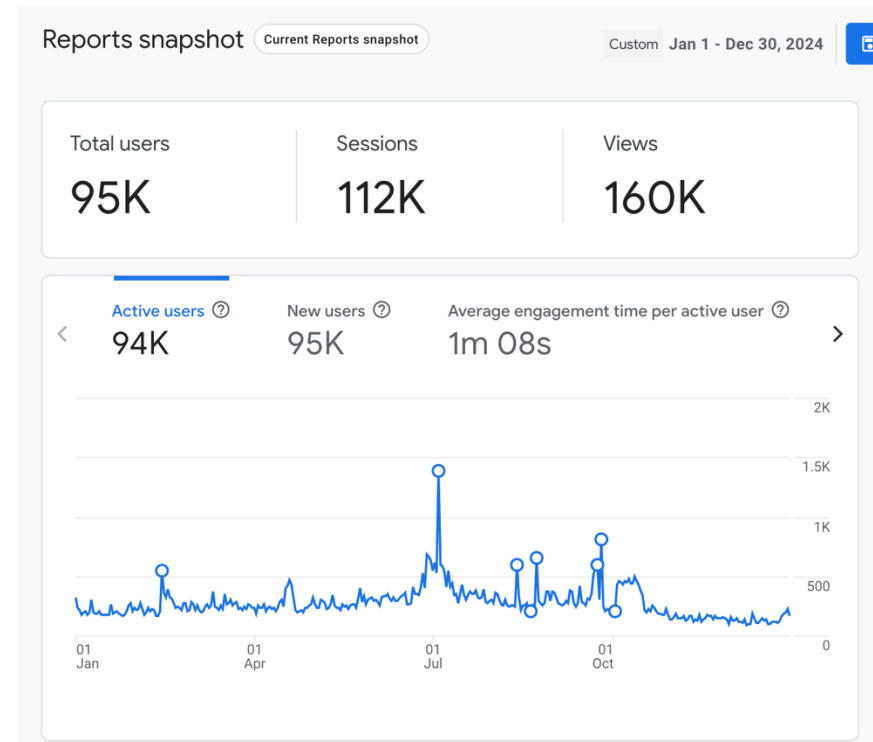 Reports snapshot Current Reports snapshot Custom Jan 1 - Dec 30, 2024
Total users Sessions Views
95K 112K 160K
Active users New users Average engagement time per active user
94K 95K 1m 08s
2K
1.5K
1K
500
0
01 01 01 01
Jan Apr Jul Oct